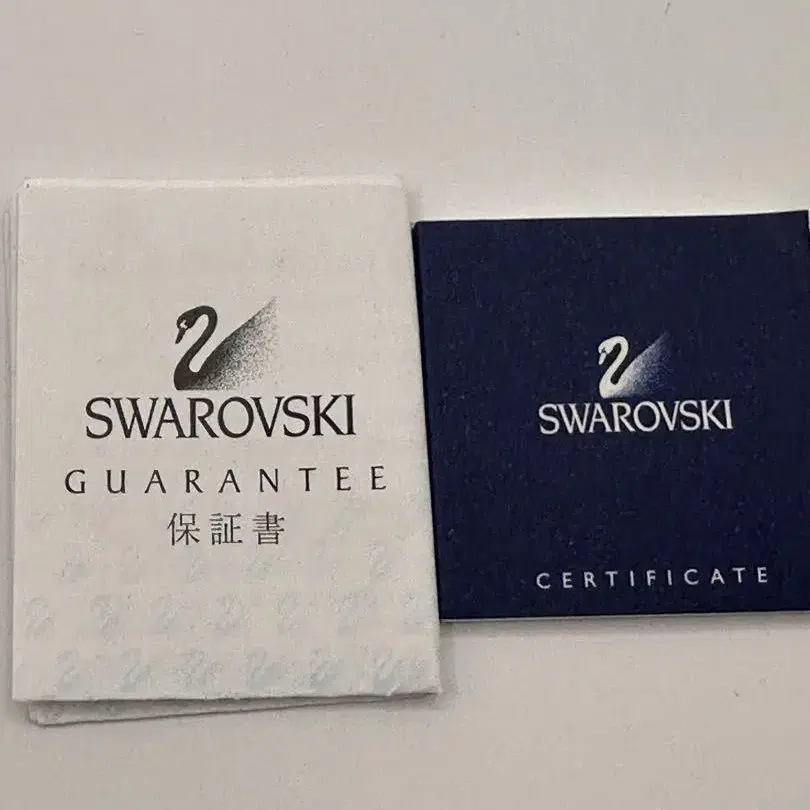 SWAROVSKI
GUARANTEE
保証書
SWAROVSKI
CERTIFICATE